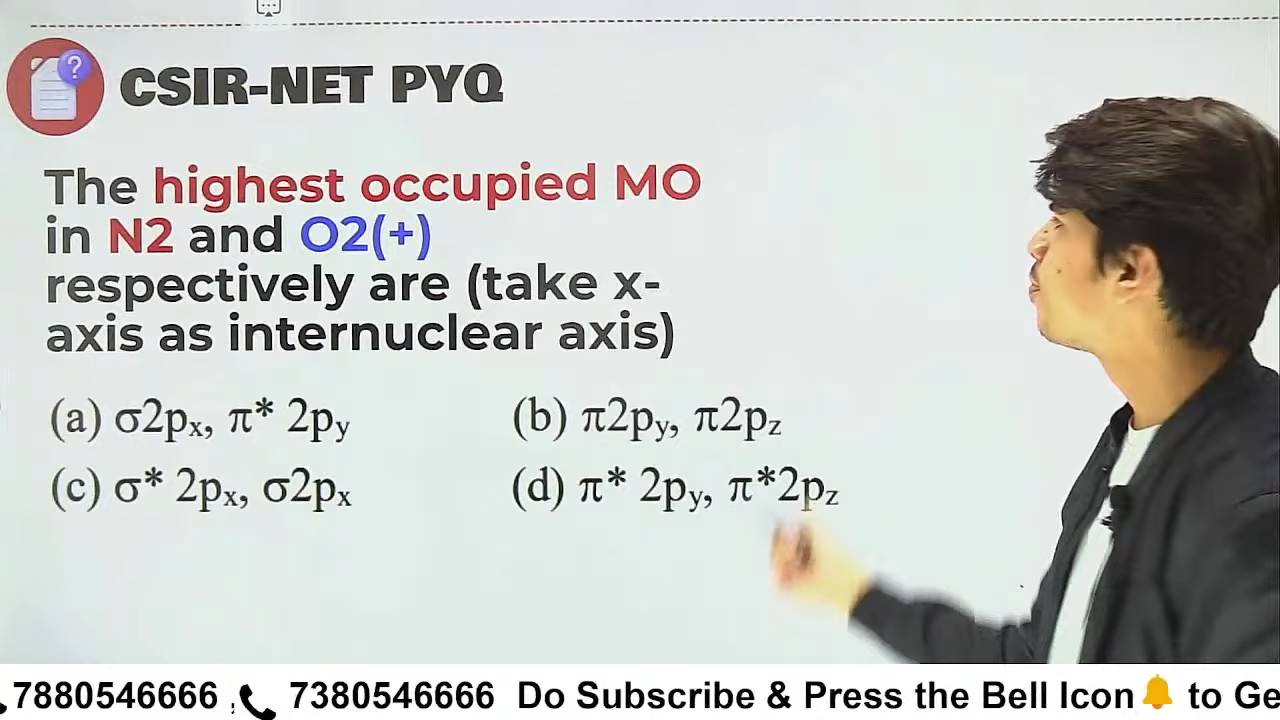 CSIR-NET PYQ
The highest occupied MO
in N2 and O2(+)
respectively are (take x-
axis as internuclear axis)
(a) σ2pₓ, π* 2pᵧ
(b) π2pᵧ, π2p_z
(c) σ* 2pₓ, σ2pₓ
(d) π* 2pᵧ, π*2p_z
7880546666 , 7380546666 Do Subscribe & Press the Bell Icon🔔 to Ge